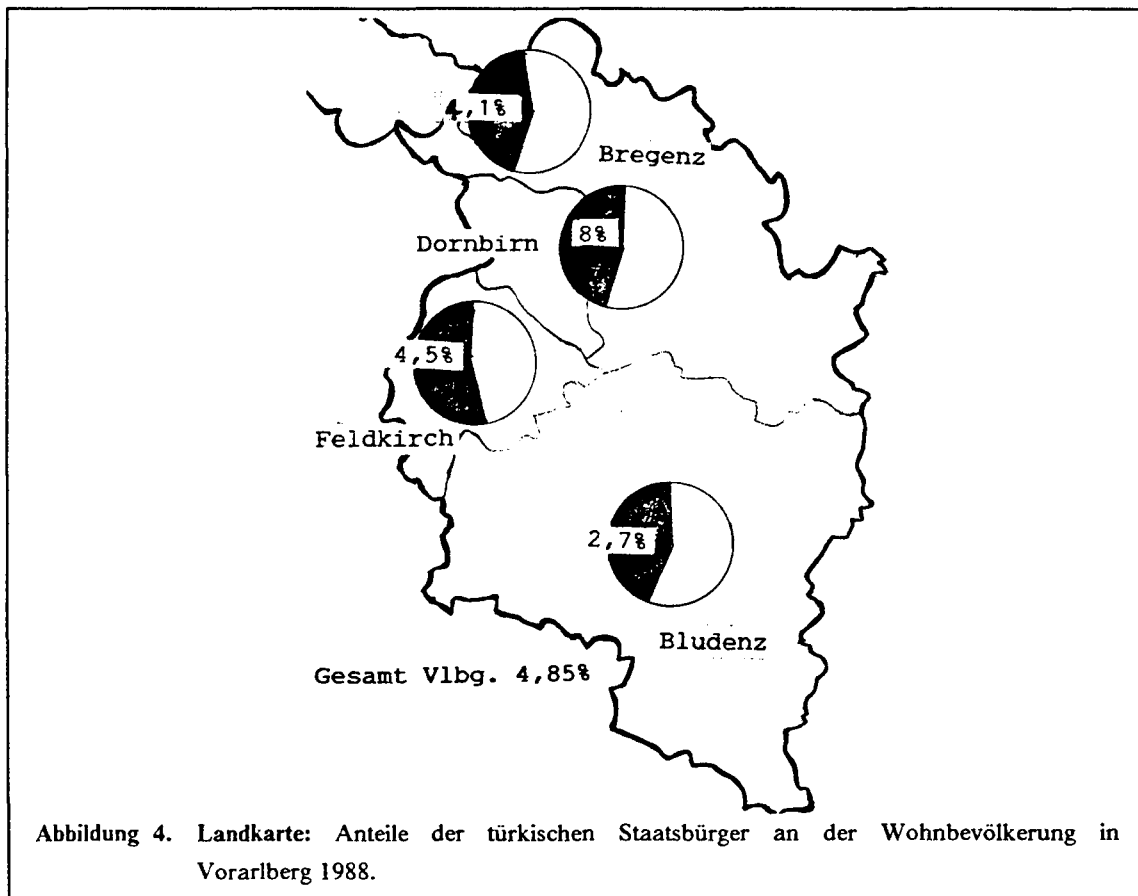 4,1%
Bregenz
8%
Dornbirn
4,5%
Feldkirch
2,7%
Bludenz
Gesamt Vlbg. 4,85%
Abbildung 4. Landkarte: Anteile der türkischen Staatsbürger an der Wohnbevölkerung in
Vorarlberg 1988.